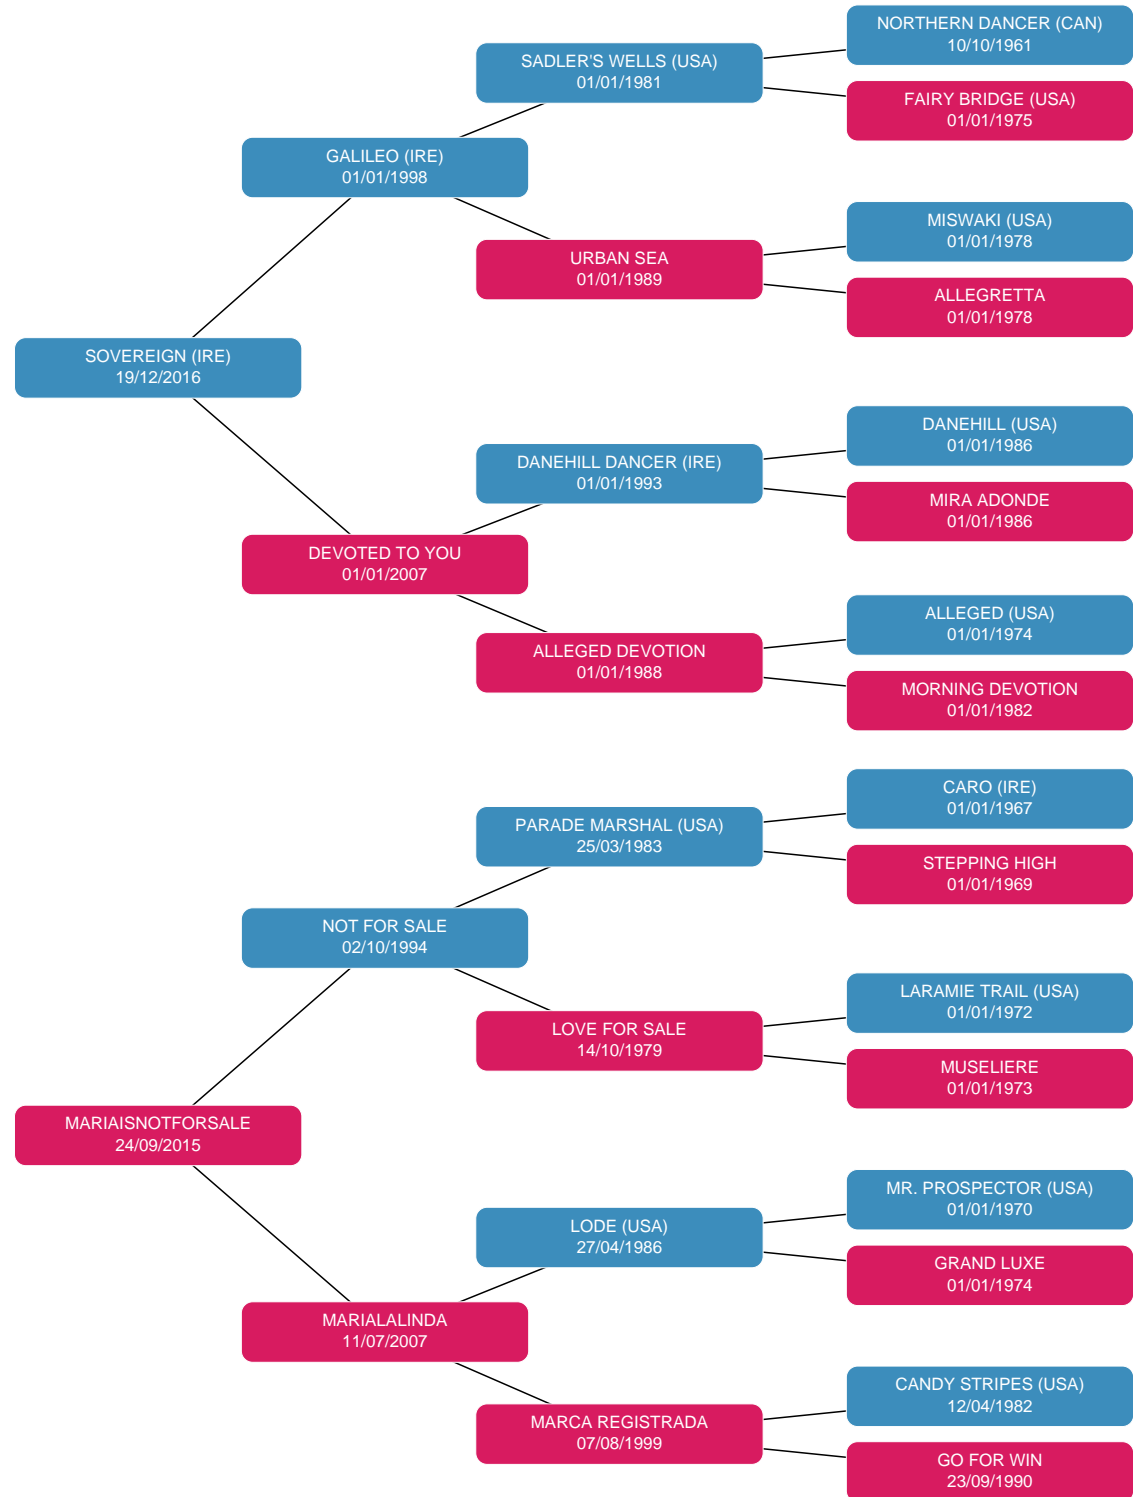 NORTHERN DANCER (CAN)
10/10/1961
SADLER'S WELLS (USA)
01/01/1981
FAIRY BRIDGE (USA)
01/01/1975
GALILEO (IRE)
01/01/1998
MISWAKI (USA)
01/01/1978
URBAN SEA
01/01/1989
ALLEGRETTA
01/01/1978
SOVEREIGN (IRE)
19/12/2016
DANEHILL (USA)
01/01/1986
DANEHILL DANCER (IRE)
01/01/1993
MIRA ADONDE
01/01/1986
DEVOTED TO YOU
01/01/2007
ALLEGED (USA)
01/01/1974
ALLEGED DEVOTION
01/01/1988
MORNING DEVOTION
01/01/1982
CARO (IRE)
01/01/1967
PARADE MARSHAL (USA)
25/03/1983
STEPPING HIGH
01/01/1969
NOT FOR SALE
02/10/1994
LARAMIE TRAIL (USA)
01/01/1972
LOVE FOR SALE
14/10/1979
MUSELIERE
01/01/1973
MARIAISNOTFORSALE
24/09/2015
MR. PROSPECTOR (USA)
01/01/1970
LODE (USA)
27/04/1986
GRAND LUXE
01/01/1974
MARIALALINDA
11/07/2007
CANDY STRIPES (USA)
12/04/1982
MARCA REGISTRADA
07/08/1999
GO FOR WIN
23/09/1990